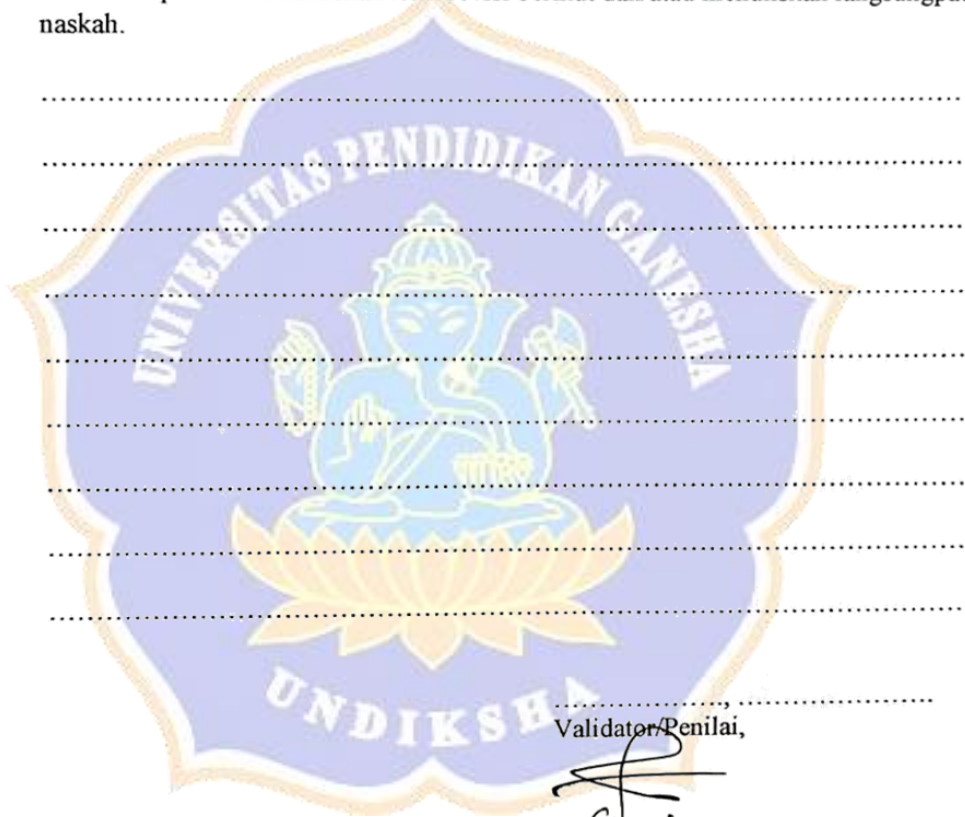 naskah.
....................................................................................
....................................................................................
....................................................................................
....................................................................................
....................................................................................
....................................................................................
....................................................................................
....................................................................................
....................................................................................
UNIVERSITAS PENDIDIKAN GANESHA
UNDIKSHA
......................., ..........................
Validator/Penilai,